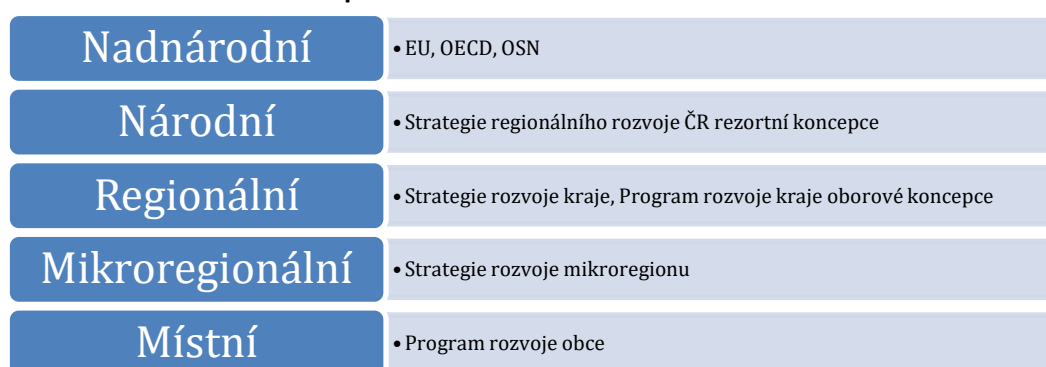 Nadnárodní
• EU, OECD, OSN
Národní
• Strategie regionálního rozvoje ČR rezortní koncepce
Regionální
• Strategie rozvoje kraje, Program rozvoje kraje oborové koncepce
Mikroregionální
• Strategie rozvoje mikroregionu
Místní
• Program rozvoje obce